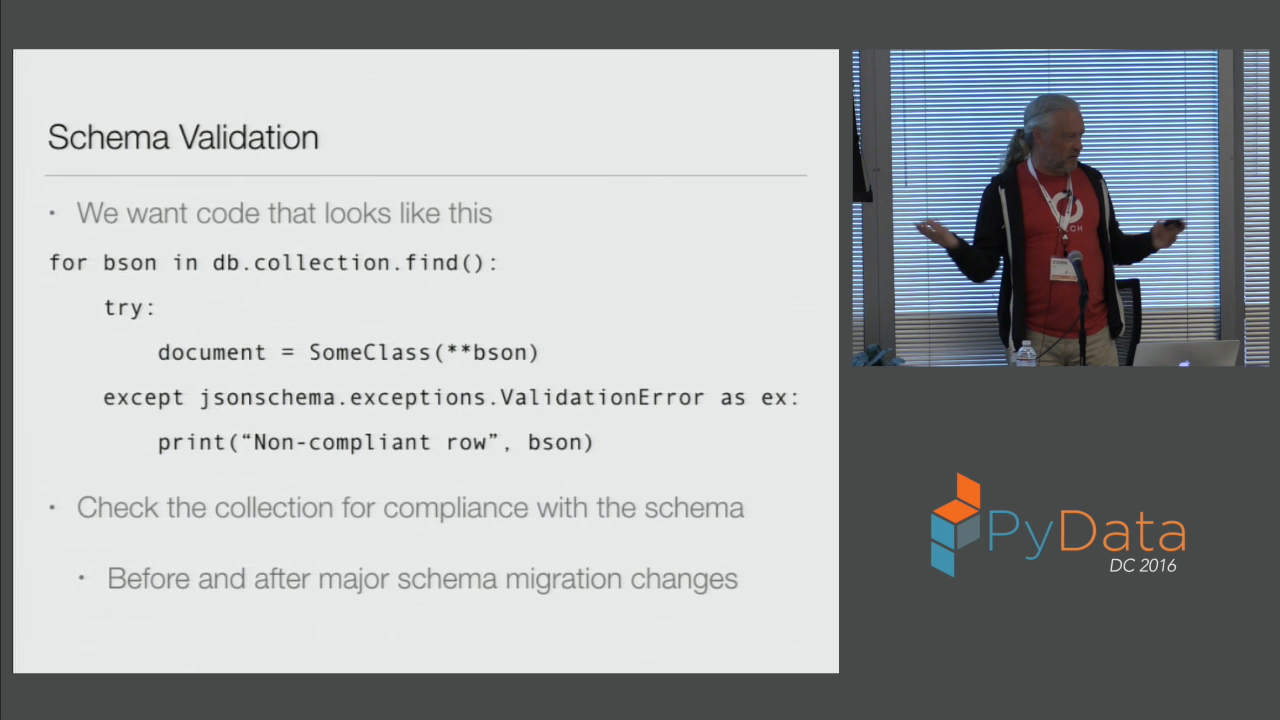 Schema Validation
• We want code that looks like this
for bson in db.collection.find():
try:
document = SomeClass(**bson)
except jsonschema.exceptions.ValidationError as ex:
print(“Non-compliant row”, bson)
• Check the collection for compliance with the schema
• Before and after major schema migration changes
TECH
PyData
DC 2016